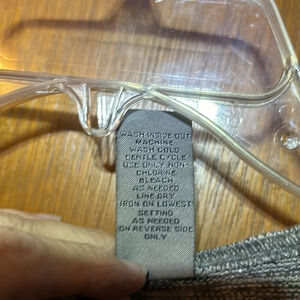 WASH INSIDE OUT
MACHINE
WASH COLD
GENTLE CYCLE
USE ONLY NON-
CHLORINE
BLEACH
AS NEEDED
LINE DRY
IRON ON LOWEST
SETTING
AS NEEDED
ON REVERSE SIDE
ONLY